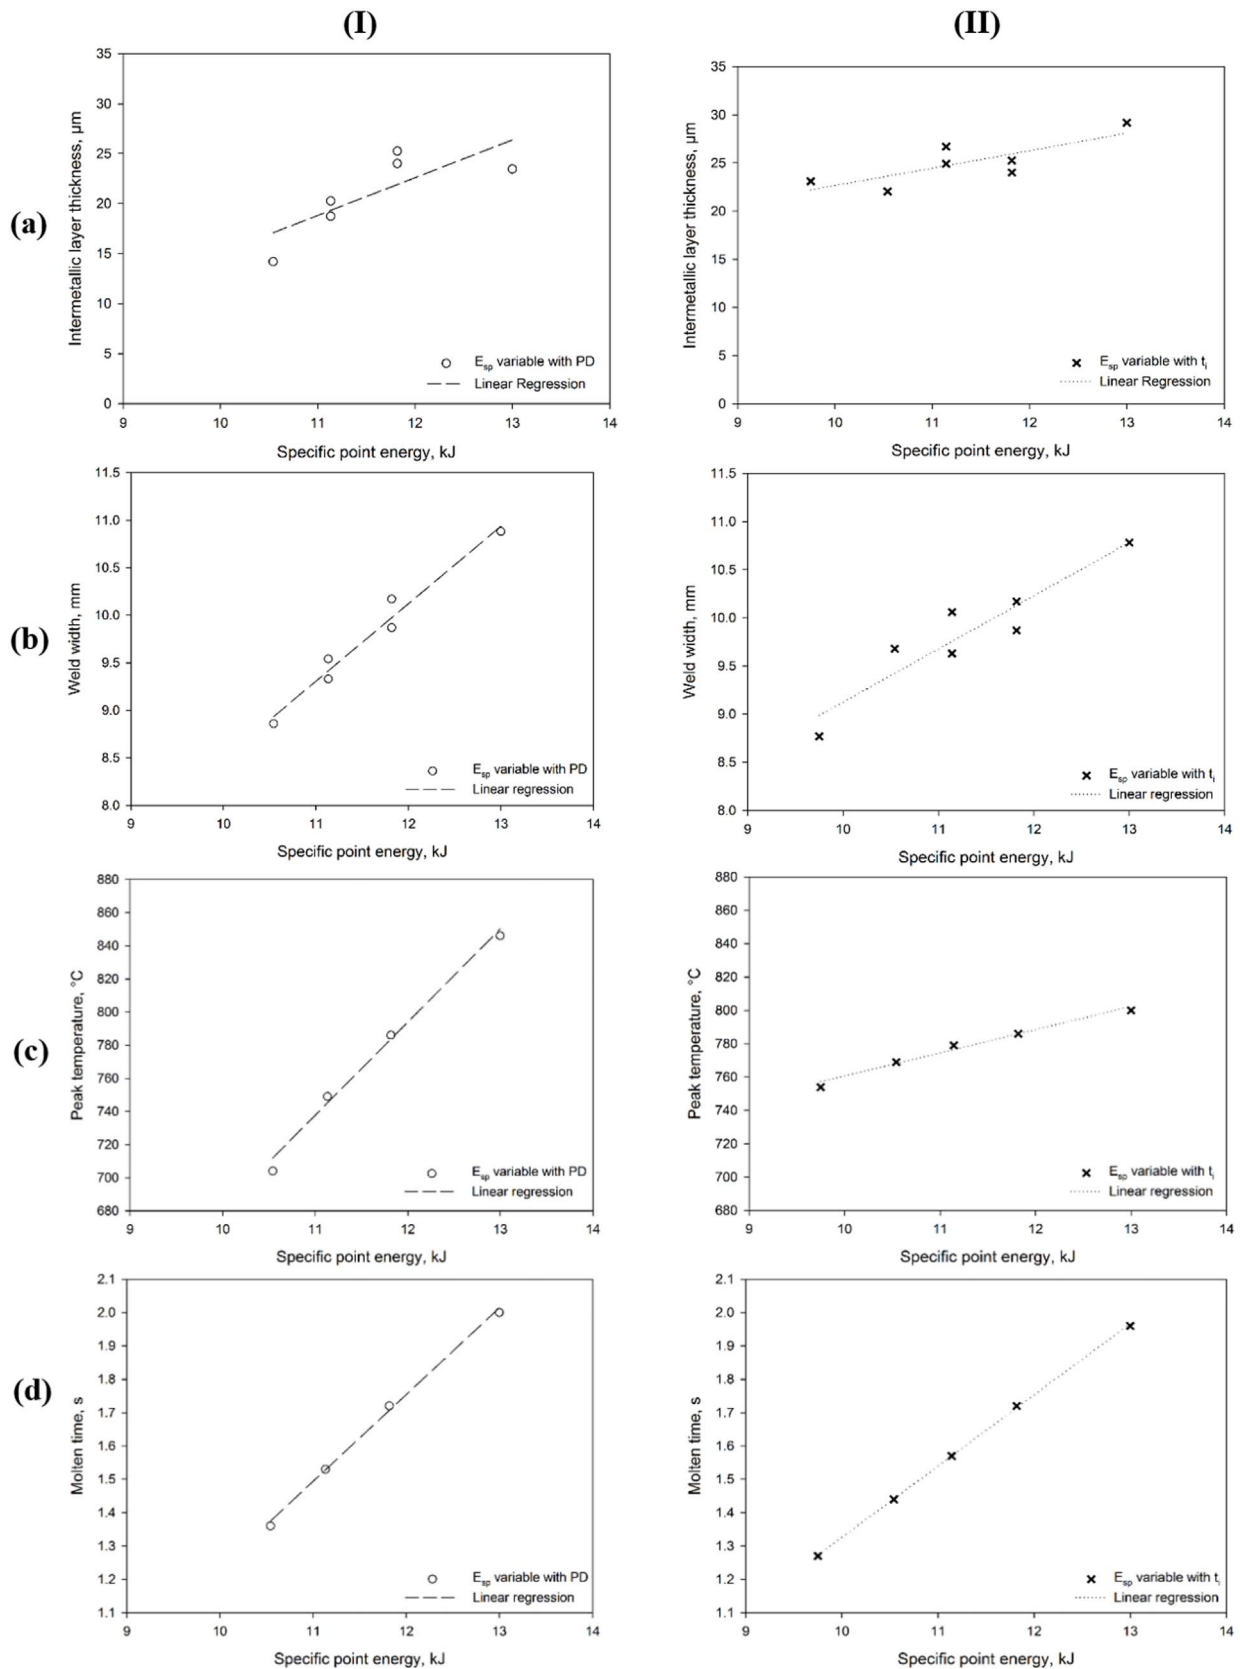 (I)
(II)
(a)
Intermetallic layer thickness, µm
35
30
25
20
15
10
5
0
9 10 11 12 13 14
Specific point energy, kJ
E_sp variable with PD
Linear Regression
Intermetallic layer thickness, µm
35
30
25
20
15
10
5
0
9 10 11 12 13 14
Specific point energy, kJ
E_sp variable with t_i
Linear Regression
(b)
Weld width, mm
11.5
11.0
10.5
10.0
9.5
9.0
8.5
8.0
9 10 11 12 13 14
Specific point energy, kJ
E_sp variable with PD
Linear regression
Weld width, mm
11.5
11.0
10.5
10.0
9.5
9.0
8.5
8.0
9 10 11 12 13 14
Specific point energy, kJ
E_sp variable with t_i
Linear regression
(c)
Peak temperature, °C
880
860
840
820
800
780
760
740
720
700
680
9 10 11 12 13 14
Specific point energy, kJ
E_sp variable with PD
Linear regression
Peak temperature, °C
880
860
840
820
800
780
760
740
720
700
680
9 10 11 12 13 14
Specific point energy, kJ
E_sp variable with t_i
Linear regression
(d)
Molten time, s
2.1
2.0
1.9
1.8
1.7
1.6
1.5
1.4
1.3
1.2
1.1
9 10 11 12 13 14
Specific point energy, kJ
E_sp variable with PD
Linear regression
Molten time, s
2.1
2.0
1.9
1.8
1.7
1.6
1.5
1.4
1.3
1.2
1.1
9 10 11 12 13 14
Specific point energy, kJ
E_sp variable with t_i
Linear regression